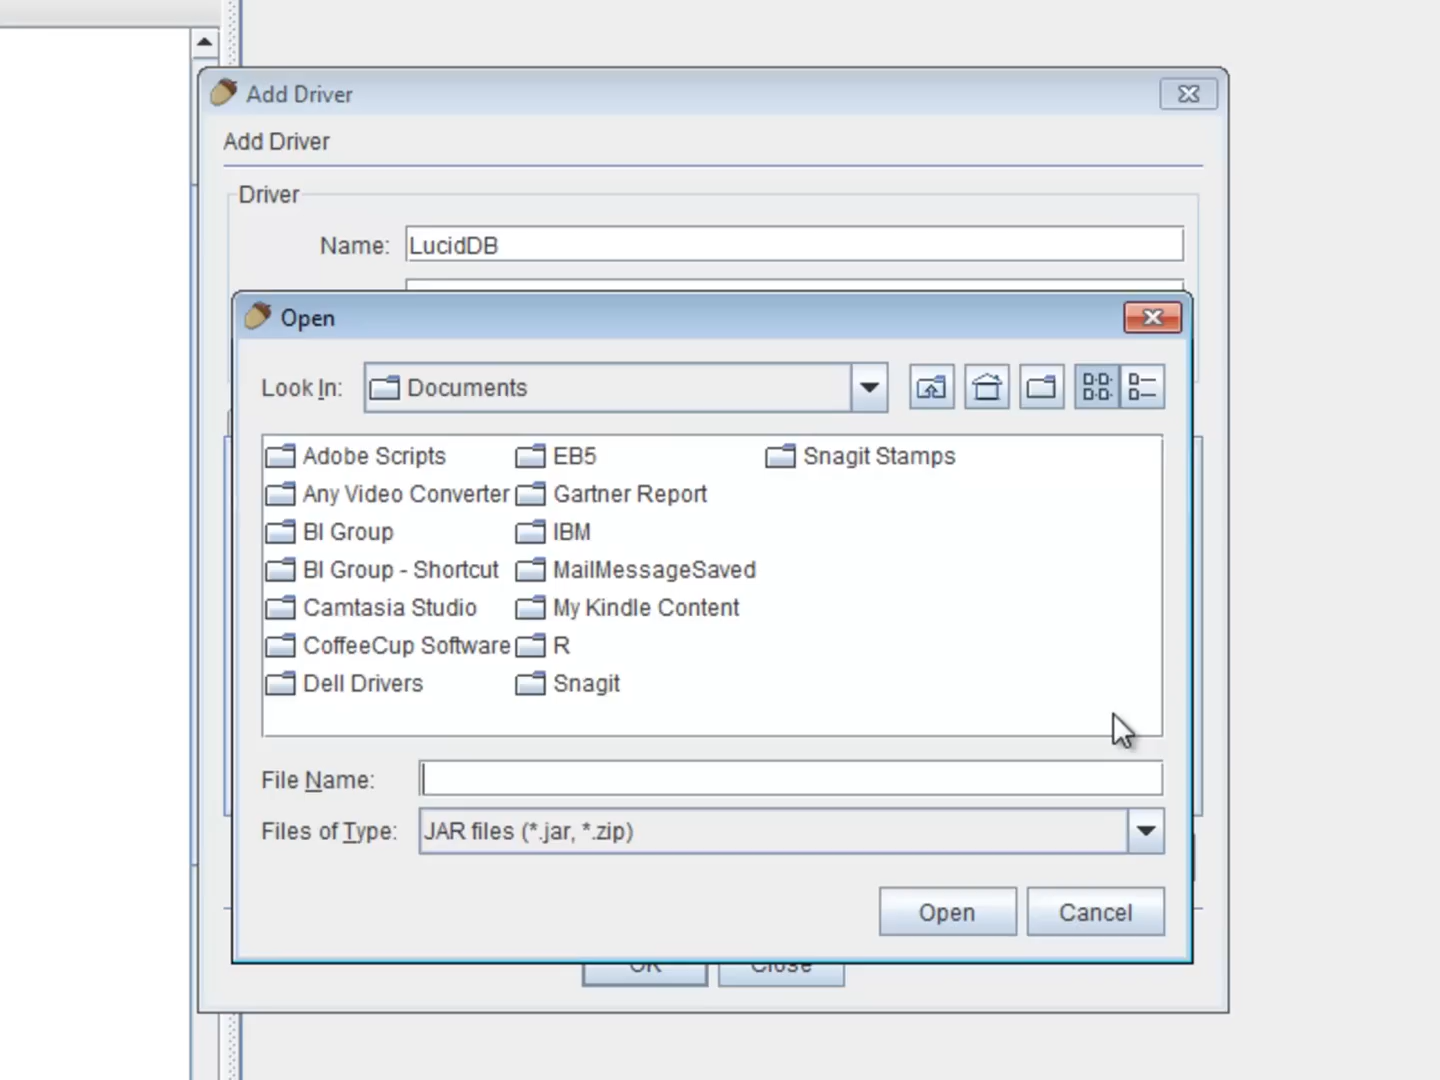 Add Driver
Add Driver
Driver
Name: LucidDB
Open
Look In: Documents
Adobe Scripts EB5 Snagit Stamps
Any Video Converter Gartner Report
BI Group IBM
BI Group - Shortcut MailMessageSaved
Camtasia Studio My Kindle Content
CoffeeCup Software R
Dell Drivers Snagit
File Name:
Files of Type: JAR files (*.jar, *.zip)
Open Cancel
OK Close